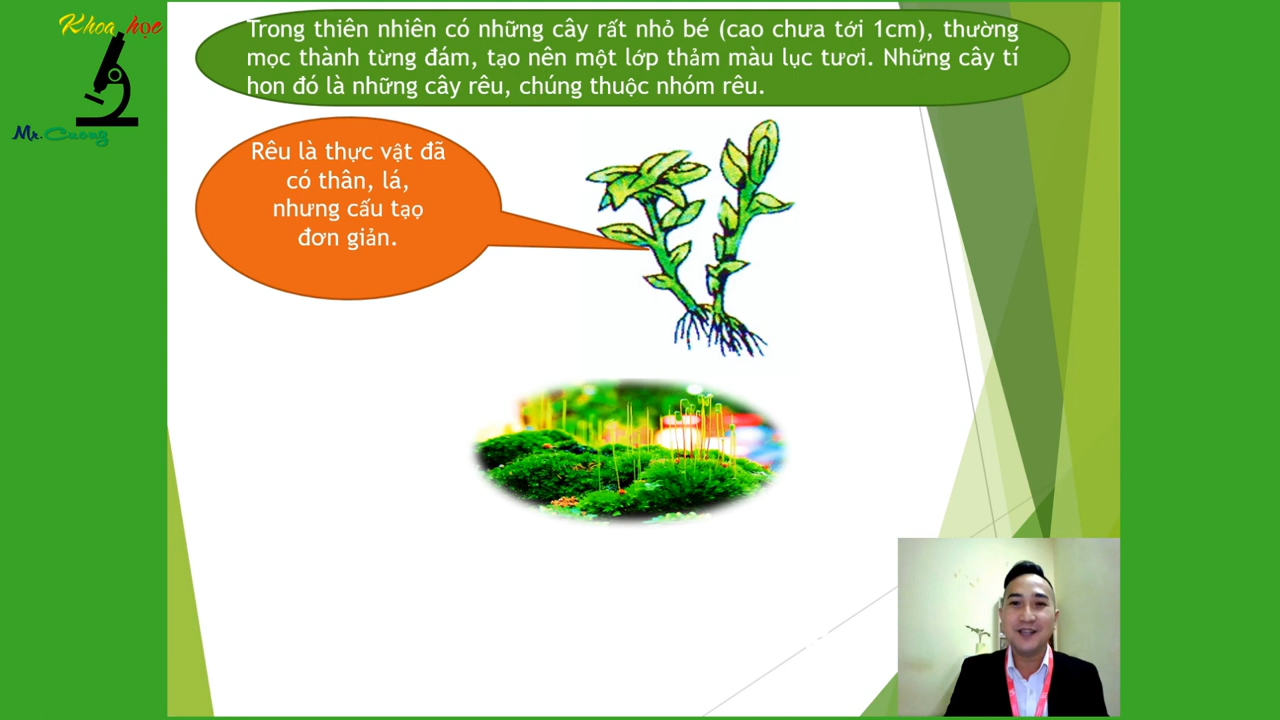 Khoa học
Mr.Cuong
Trong thiên nhiên có những cây rất nhỏ bé (cao chưa tới 1cm), thường
mọc thành từng đám, tạo nên một lớp thảm màu lục tươi. Những cây tí
hon đó là những cây rêu, chúng thuộc nhóm rêu.
Rêu là thực vật đã
có thân, lá,
nhưng cấu tạọ
đơn giản.